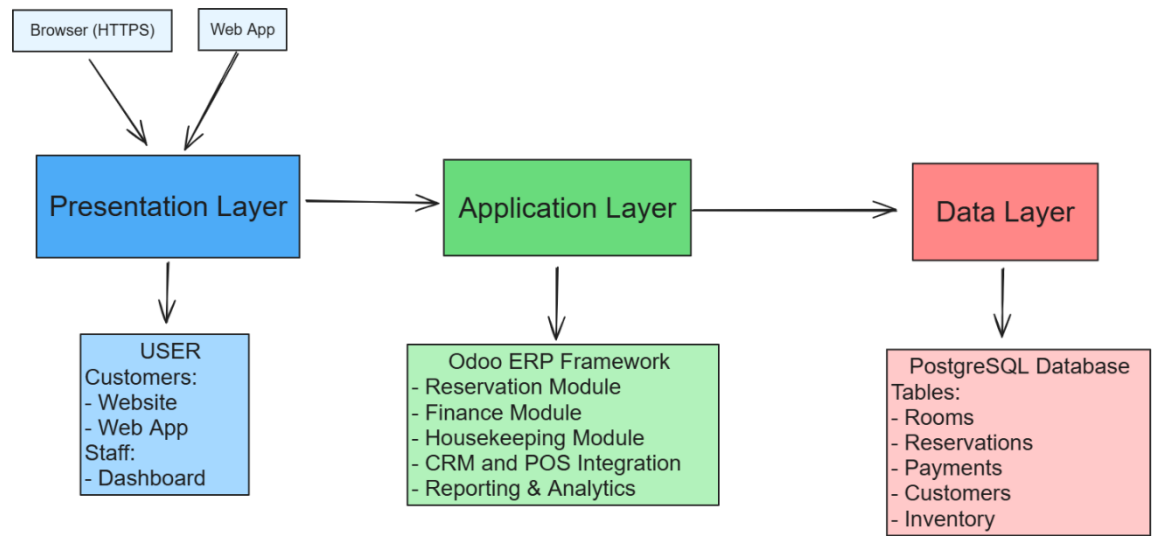 Browser (HTTPS)
Web App
Presentation Layer
Application Layer
Data Layer
USER
Customers:
- Website
- Web App
Staff:
- Dashboard
Odoo ERP Framework
- Reservation Module
- Finance Module
- Housekeeping Module
- CRM and POS Integration
- Reporting & Analytics
PostgreSQL Database
Tables:
- Rooms
- Reservations
- Payments
- Customers
- Inventory